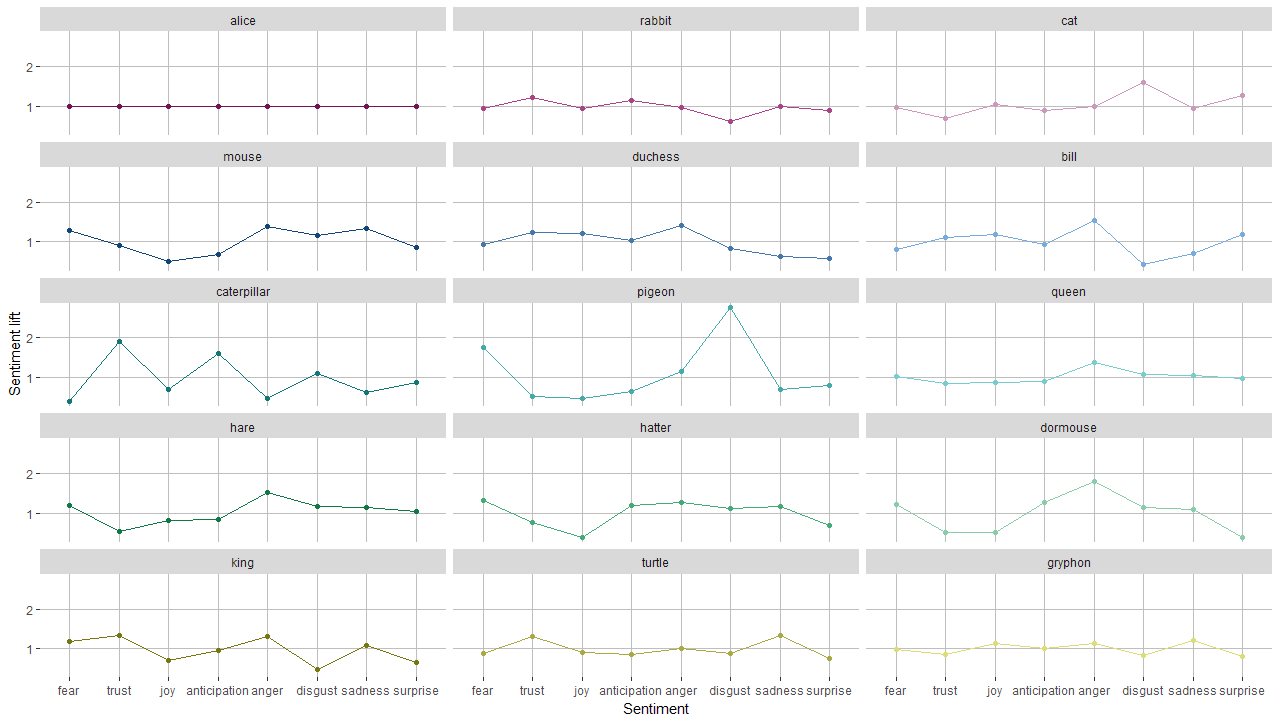 alice rabbit cat
2
1
mouse duchess bill
2
1
caterpillar pigeon queen
2
1
Sentiment lift
hare hatter dormouse
2
1
king turtle gryphon
2
1
fear trust joy anticipation anger disgust sadness surprise fear trust joy anticipation anger disgust sadness surprise fear trust joy anticipation anger disgust sadness surprise
Sentiment